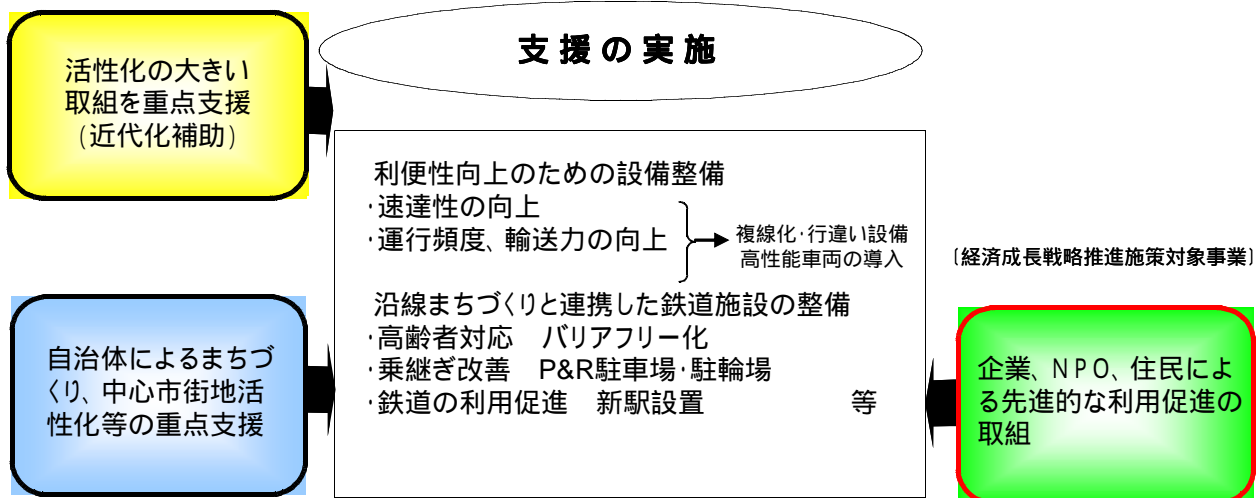 支援の実施
活性化の大きい
取組を重点支援
(近代化補助)
利便性向上のための設備整備
・速達性の向上
・運行頻度、輸送力の向上
複線化・行違い設備
高性能車両の導入
〔経済成長戦略推進施策対象事業〕
沿線まちづくりと連携した鉄道施設の整備
・高齢者対応 バリアフリー化
・乗継ぎ改善 P&R駐車場・駐輪場
・鉄道の利用促進 新駅設置 等
自治体によるまちづ
くり、中心市街地活
性化等の重点支援
企業、NPO、住民によ
る先進的な利用促進の
取組